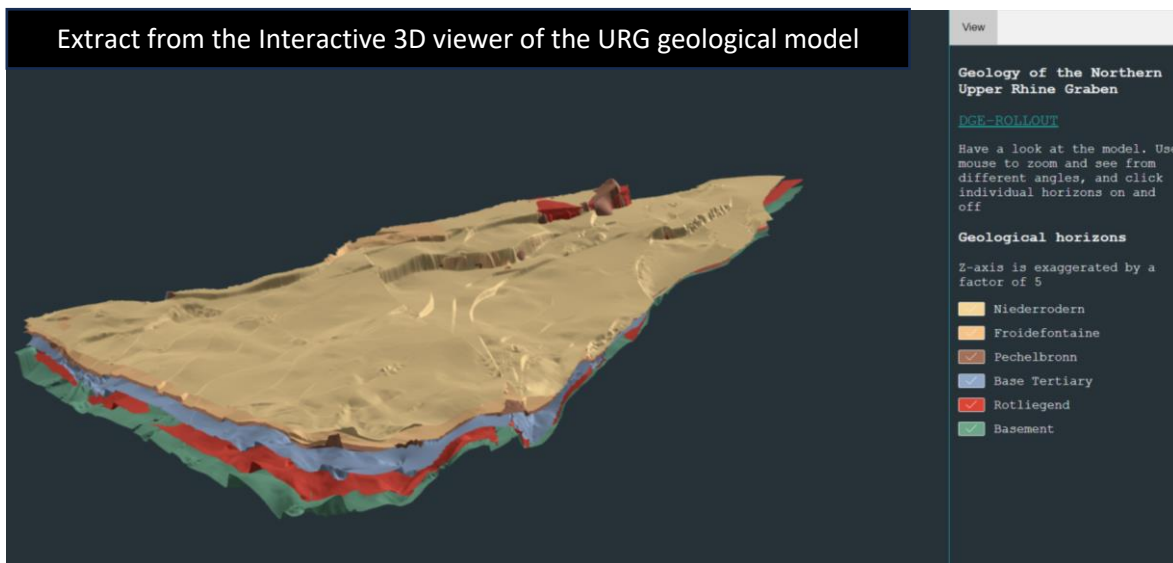 Extract from the Interactive 3D viewer of the URG geological model
View
Geology of the Northern
Upper Rhine Graben
DGE-ROLLOUT
Have a look at the model. Use
mouse to zoom and see from
different angles, and click
individual horizons on and
off
Geological horizons
Z-axis is exaggerated by a
factor of 5
Niederrodern
Froidefontaine
Pechelbronn
Base Tertiary
Rotliegend
Basement